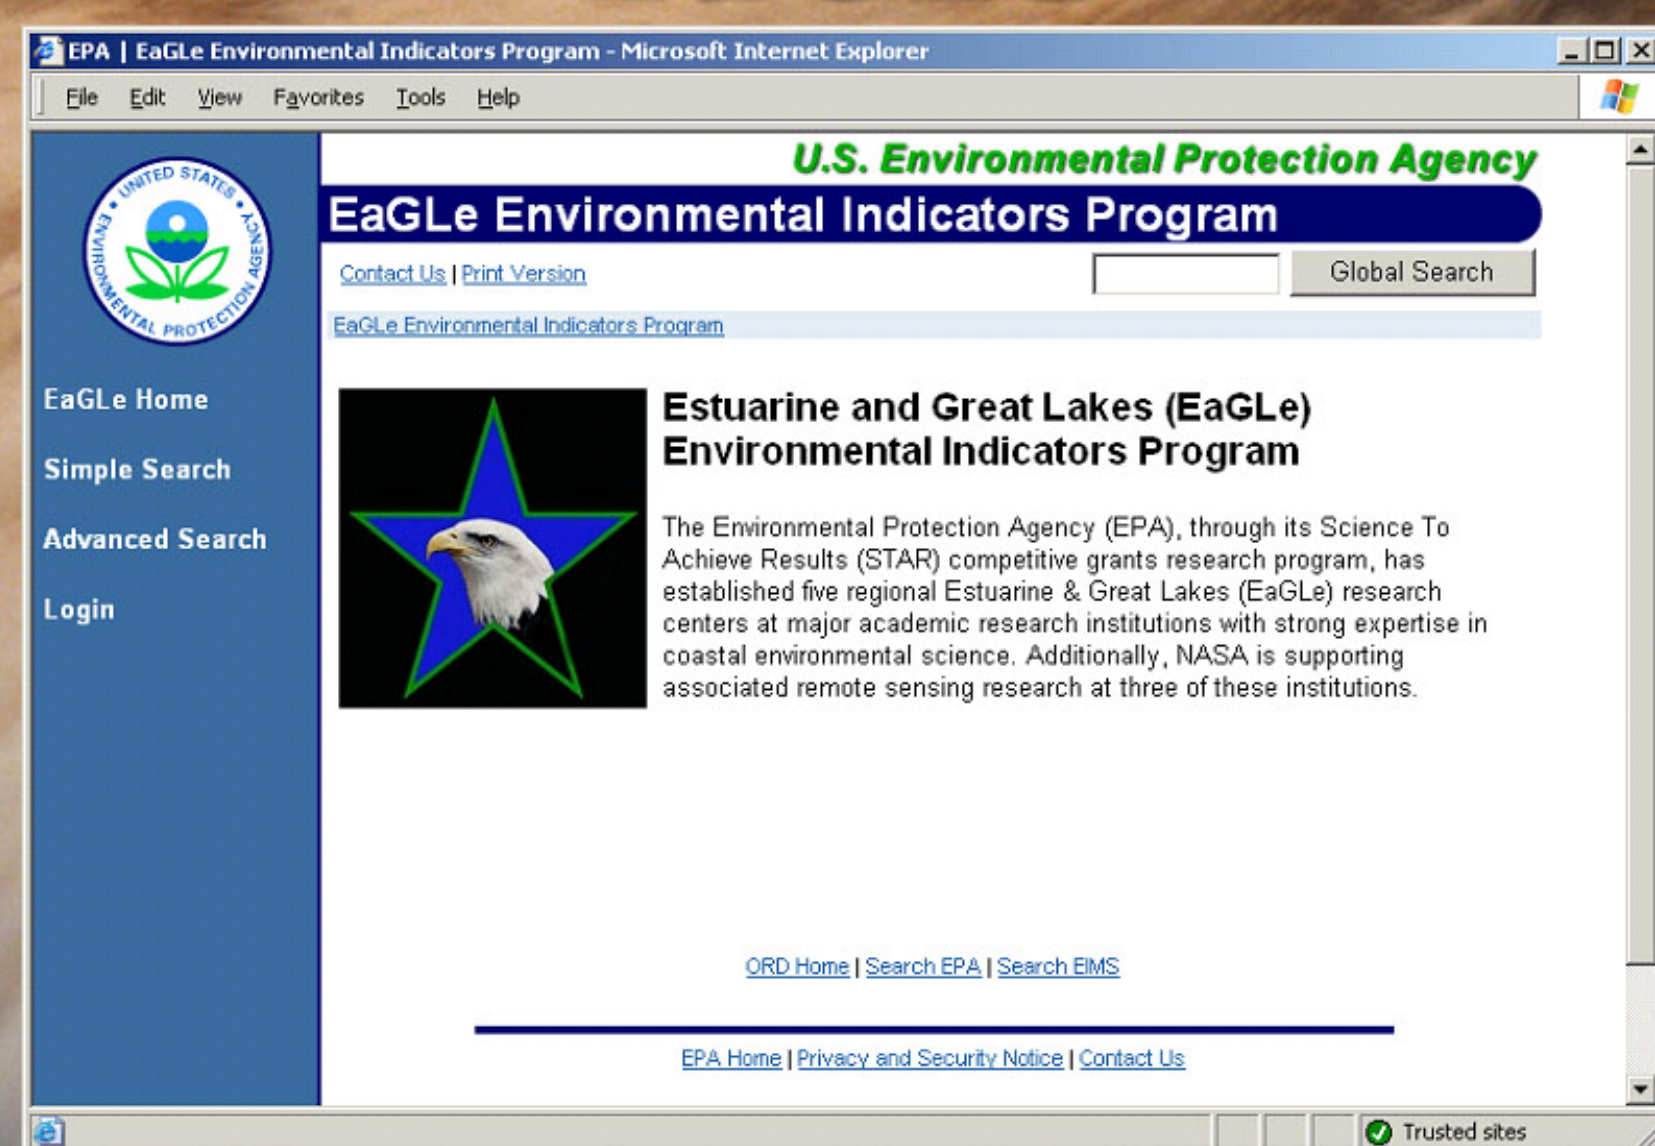 EPA | EaGLe Environmental Indicators Program - Microsoft Internet Explorer
File Edit View Favorites Tools Help
UNITED STATES • ENVIRONMENTAL PROTECTION AGENCY •
U.S. Environmental Protection Agency
EaGLe Environmental Indicators Program
Contact Us | Print Version
Global Search
EaGLe Environmental Indicators Program
EaGLe Home
Simple Search
Advanced Search
Login
Estuarine and Great Lakes (EaGLe)
Environmental Indicators Program
The Environmental Protection Agency (EPA), through its Science To
Achieve Results (STAR) competitive grants research program, has
established five regional Estuarine & Great Lakes (EaGLe) research
centers at major academic research institutions with strong expertise in
coastal environmental science. Additionally, NASA is supporting
associated remote sensing research at three of these institutions.
ORD Home | Search EPA | Search EIMS
EPA Home | Privacy and Security Notice | Contact Us
Trusted sites